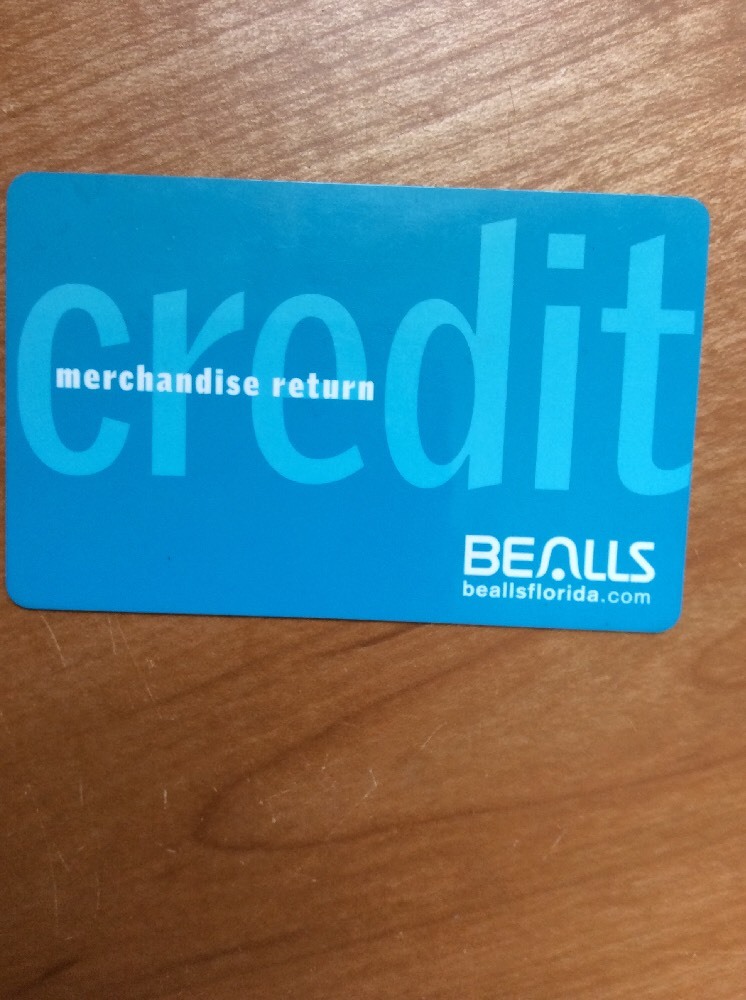 credit
merchandise return
BEALLS
beallsflorida.com